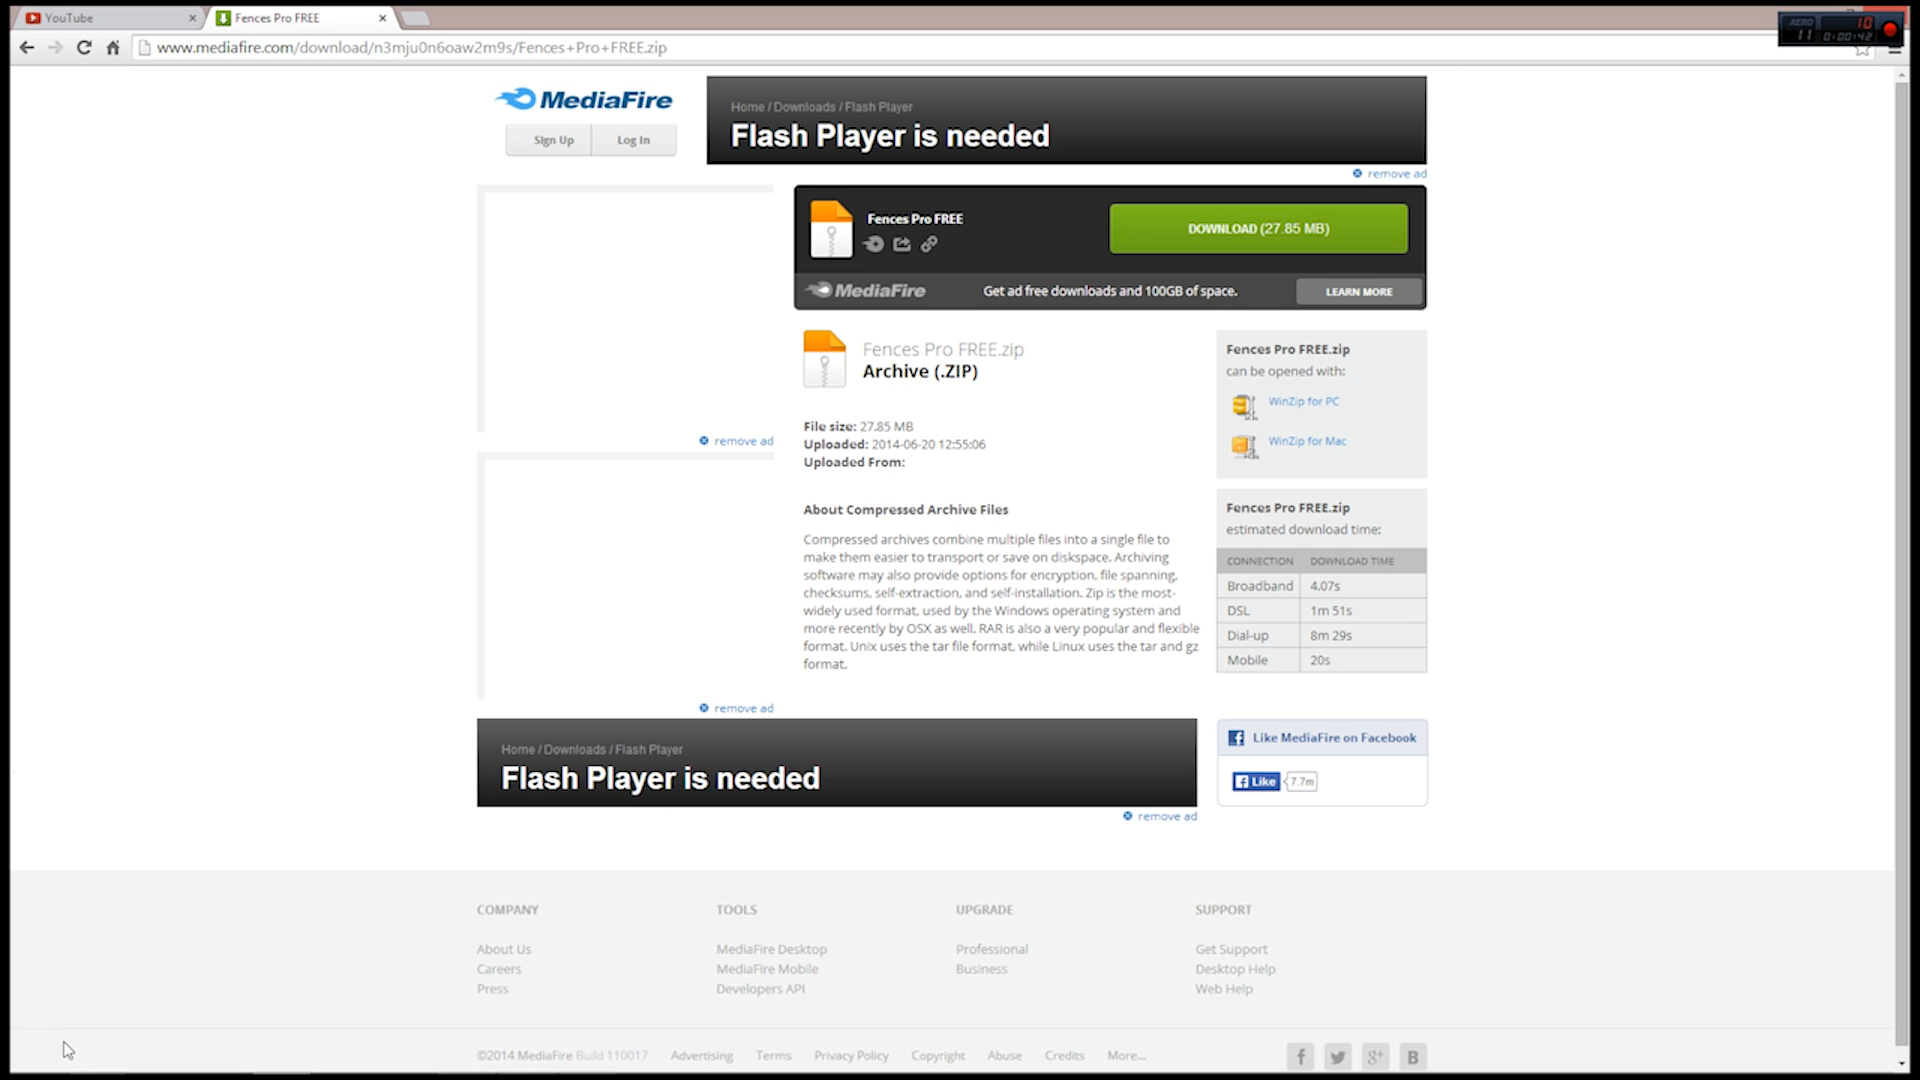 YouTube
Fences Pro FREE
www.mediafire.com/download/n3mju0n6oaw2m9s/Fences+Pro+FREE.zip
AERO
11
10
0:00:42
MediaFire
Sign Up
Log In
Home / Downloads / Flash Player
Flash Player is needed
remove ad
Fences Pro FREE
DOWNLOAD (27.85 MB)
MediaFire
Get ad free downloads and 100GB of space.
LEARN MORE
remove ad
remove ad
Fences Pro FREE.zip
Archive (.ZIP)
File size: 27.85 MB
Uploaded: 2014-06-20 12:55:06
Uploaded From:
About Compressed Archive Files
Compressed archives combine multiple files into a single file to
make them easier to transport or save on diskspace. Archiving
software may also provide options for encryption, file spanning,
checksums, self-extraction, and self-installation. Zip is the most-
widely used format, used by the Windows operating system and
more recently by OSX as well. RAR is also a very popular and flexible
format. Unix uses the tar file format, while Linux uses the tar and gz
format.
Fences Pro FREE.zip
can be opened with:
WinZip for PC
WinZip for Mac
Fences Pro FREE.zip
estimated download time:
CONNECTION DOWNLOAD TIME
Broadband 4.07s
DSL 1m 51s
Dial-up 8m 29s
Mobile 20s
Home / Downloads / Flash Player
Flash Player is needed
remove ad
Like MediaFire on Facebook
Like 7.7m
COMPANY
About Us
Careers
Press
TOOLS
MediaFire Desktop
MediaFire Mobile
Developers API
UPGRADE
Professional
Business
SUPPORT
Get Support
Desktop Help
Web Help
©2014 MediaFire Build 110017 Advertising Terms Privacy Policy Copyright Abuse Credits More...